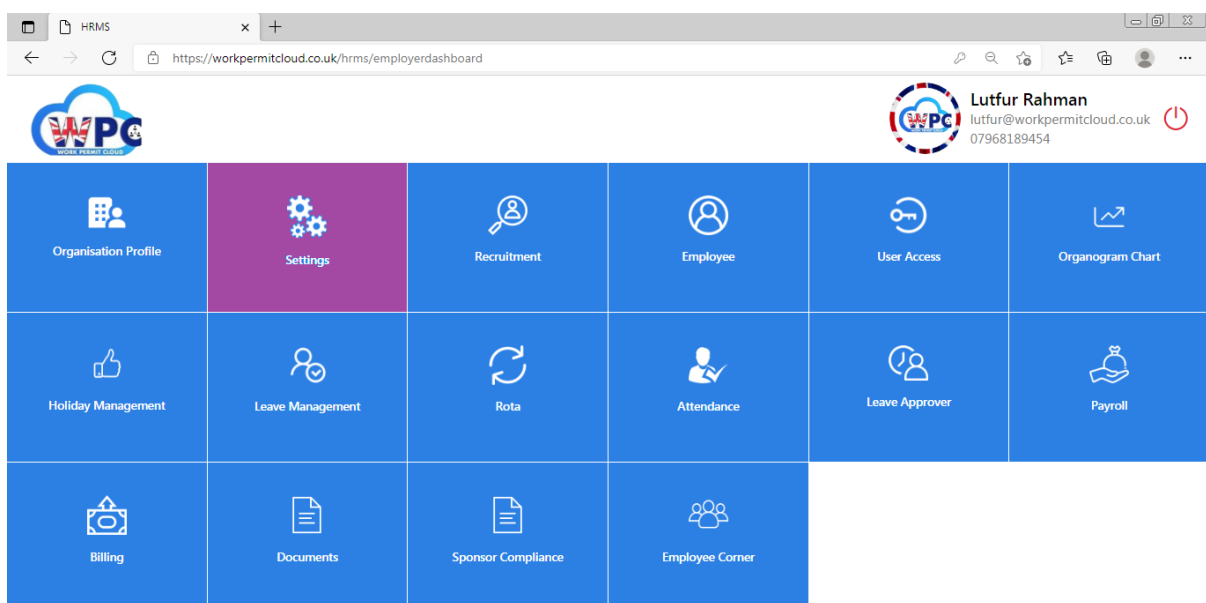 HRMS
https://workpermitcloud.co.uk/hrms/employerdashboard
WPC
WORK PERMIT CLOUD
WPC
Lutfur Rahman
lutfur@workpermitcloud.co.uk
07968189454
Organisation Profile
Settings
Recruitment
Employee
User Access
Organogram Chart
Holiday Management
Leave Management
Rota
Attendance
Leave Approver
Payroll
Billing
Documents
Sponsor Compliance
Employee Corner